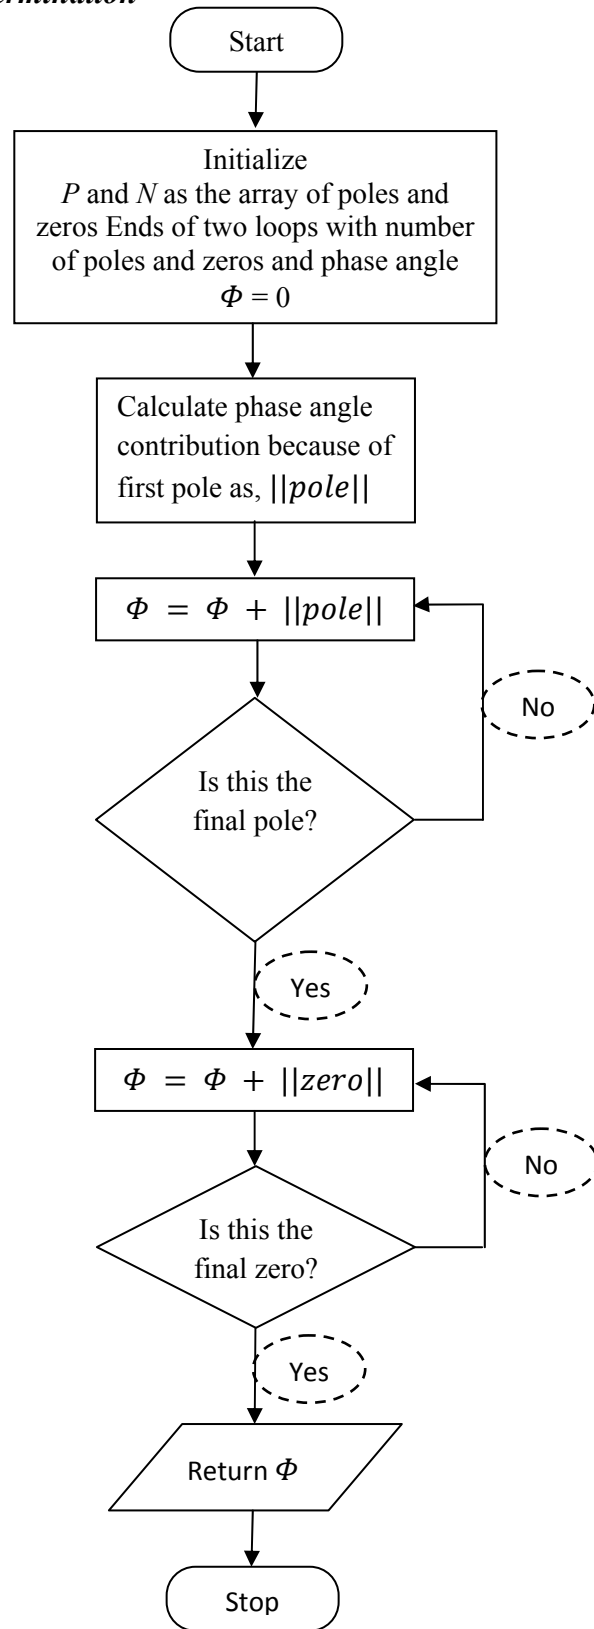 Start
Initialize
P and N as the array of poles and
zeros Ends of two loops with number
of poles and zeros and phase angle
Φ = 0
Calculate phase angle
contribution because of
first pole as, ||pole||
Φ = Φ + ||pole||
No
Is this the
final pole?
Yes
Φ = Φ + ||zero||
No
Is this the
final zero?
Yes
Return Φ
Stop